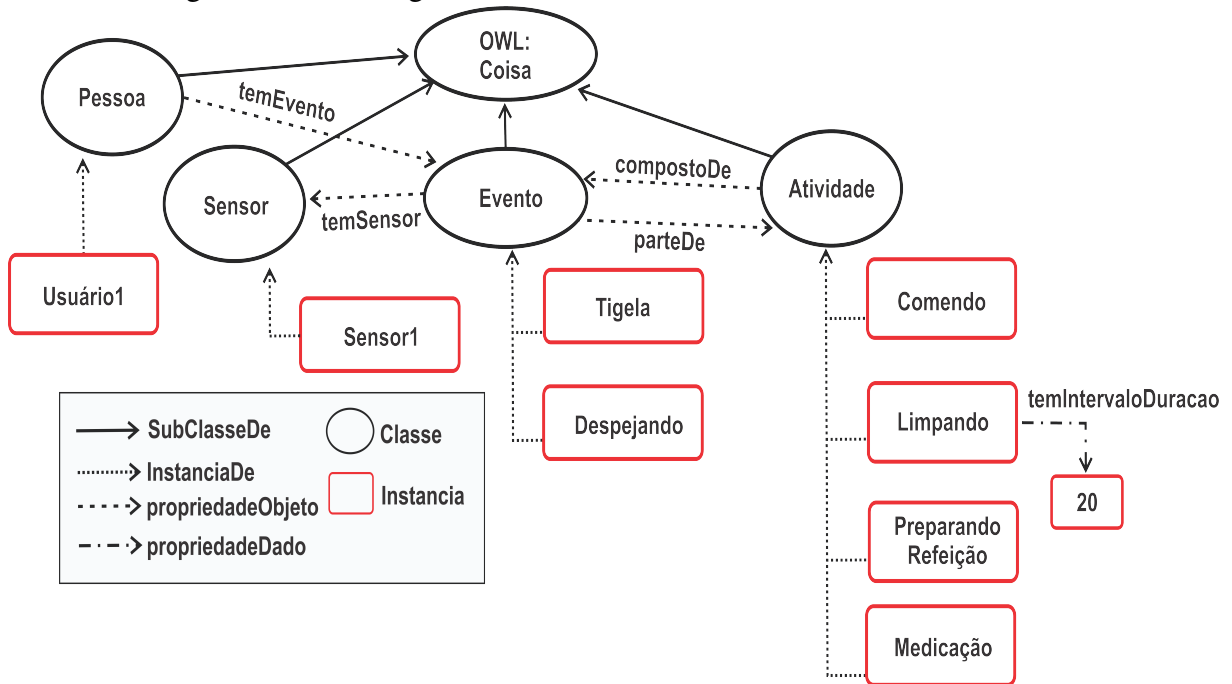 OWL:
Coisa
Pessoa
temEvento
Sensor
temSensor
Evento
compostoDe
parteDe
Atividade
Usuário1
Sensor1
Tigela
Despejando
Comendo
Limpando
temIntervaloDuracao
20
Preparando
Refeição
Medicação
SubClasseDe
Classe
InstanciaDe
Instancia
propriedadeObjeto
propriedadeDado